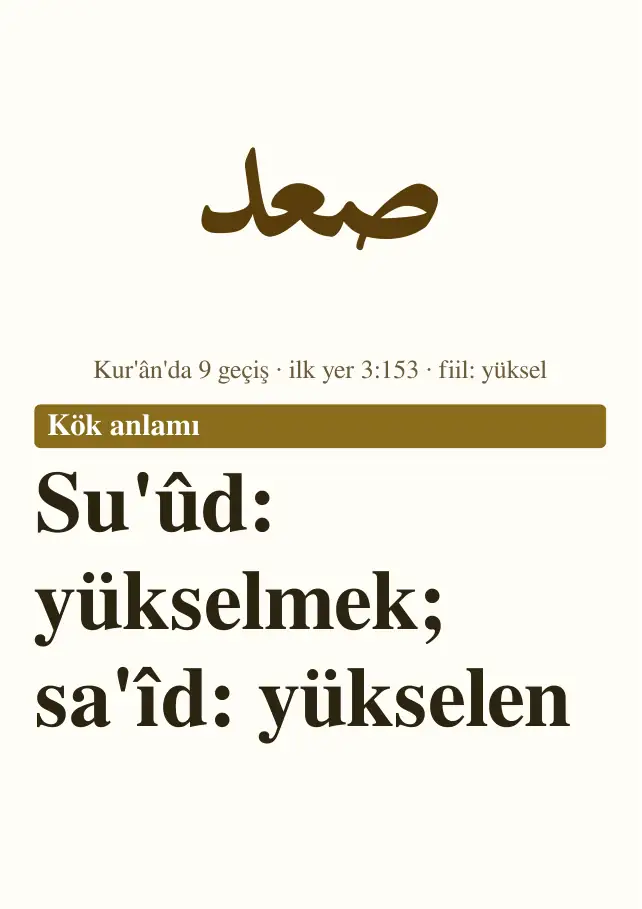 صعد
Kur'ân'da 9 geçiş · ilk yer 3:153 · fiil: yüksel
Kök anlamı
Su'ûd:
yükselmek;
sa'îd: yükselen